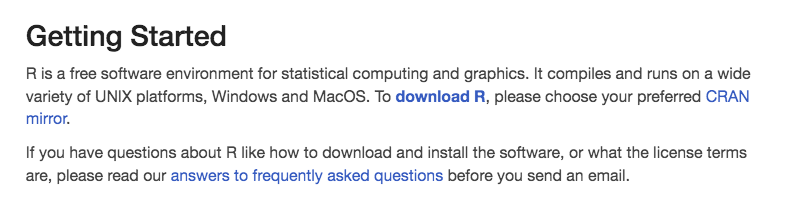 Getting Started
R is a free software environment for statistical computing and graphics. It compiles and runs on a wide
variety of UNIX platforms, Windows and MacOS. To download R, please choose your preferred CRAN
mirror.
If you have questions about R like how to download and install the software, or what the license terms
are, please read our answers to frequently asked questions before you send an email.